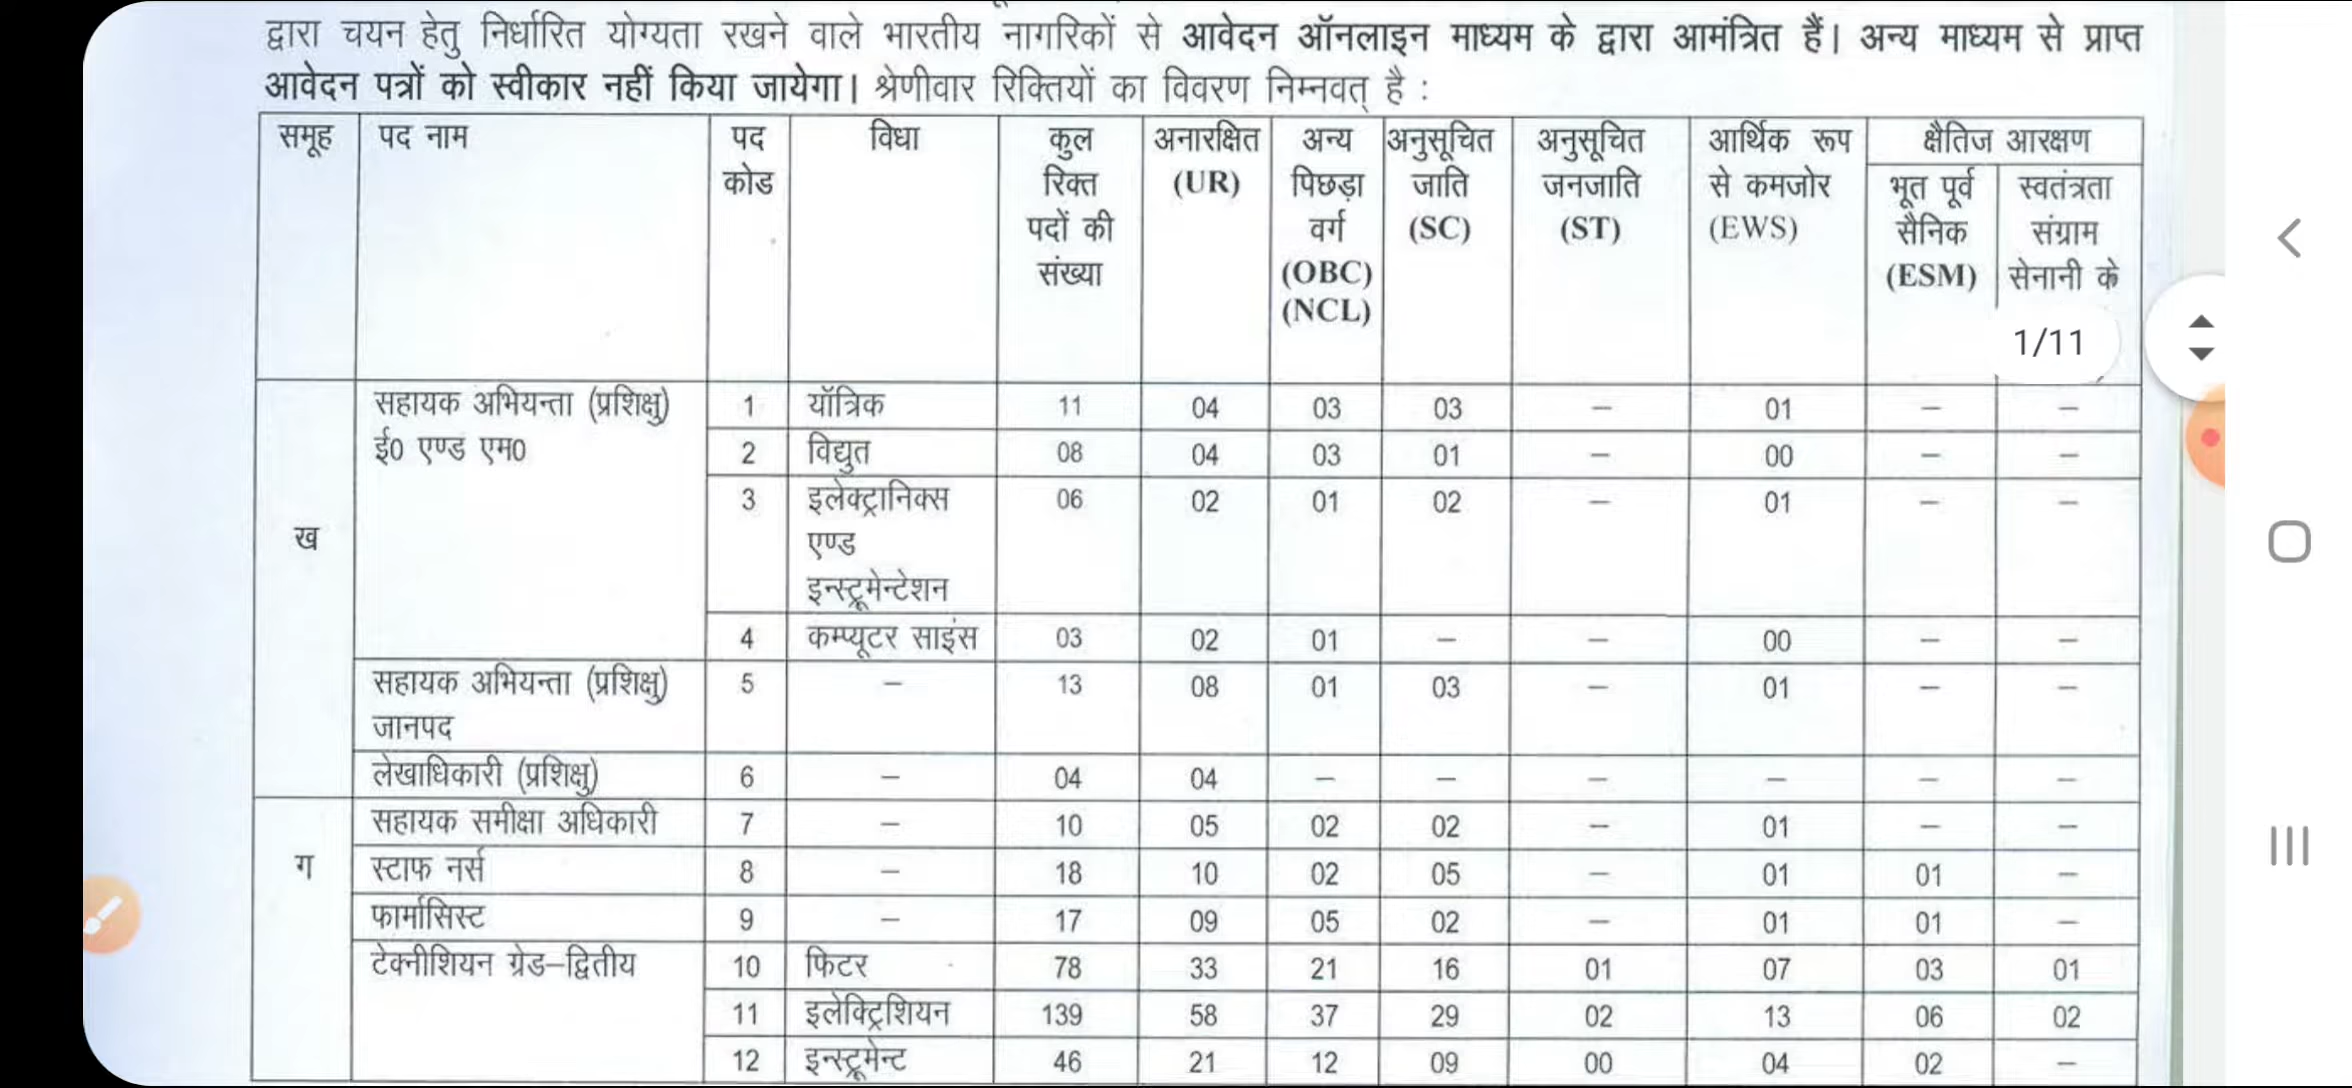 द्वारा चयन हेतु निर्धारित योग्यता रखने वाले भारतीय नागरिकों से आवेदन ऑनलाइन माध्यम के द्वारा आमंत्रित हैं। अन्य माध्यम से प्राप्त
आवेदन पत्रों को स्वीकार नहीं किया जायेगा। श्रेणीवार रिक्तियों का विवरण निम्नवत् है :
समूह पद नाम पद कोड विधा कुल रिक्त पदों की संख्या अनारक्षित (UR) अन्य पिछड़ा वर्ग (OBC) (NCL) अनुसूचित जाति (SC) अनुसूचित जनजाति (ST) आर्थिक रूप से कमजोर (EWS) क्षैतिज आरक्षण
भूत पूर्व सैनिक (ESM) स्वतंत्रता संग्राम सेनानी के
1/11
ख सहायक अभियन्ता (प्रशिक्षु) ई0 एण्ड एम0 1 यॉत्रिक 11 04 03 03 – 01 – –
2 विद्युत 08 04 03 01 – 00 – –
3 इलेक्ट्रानिक्स एण्ड इन्स्ट्रूमेन्टेशन 06 02 01 02 – 01 – –
4 कम्प्यूटर साइंस 03 02 01 – – 00 – –
सहायक अभियन्ता (प्रशिक्षु) जानपद 5 – 13 08 01 03 – 01 – –
लेखाधिकारी (प्रशिक्षु) 6 – 04 04 – – – – – –
ग सहायक समीक्षा अधिकारी 7 – 10 05 02 02 – 01 – –
स्टाफ नर्स 8 – 18 10 02 05 – 01 01 –
फार्मासिस्ट 9 – 17 09 05 02 – 01 01 –
टेक्नीशियन ग्रेड–द्वितीय 10 फिटर 78 33 21 16 01 07 03 01
11 इलेक्ट्रिशियन 139 58 37 29 02 13 06 02
12 इन्स्ट्रूमेन्ट 46 21 12 09 00 04 02 –